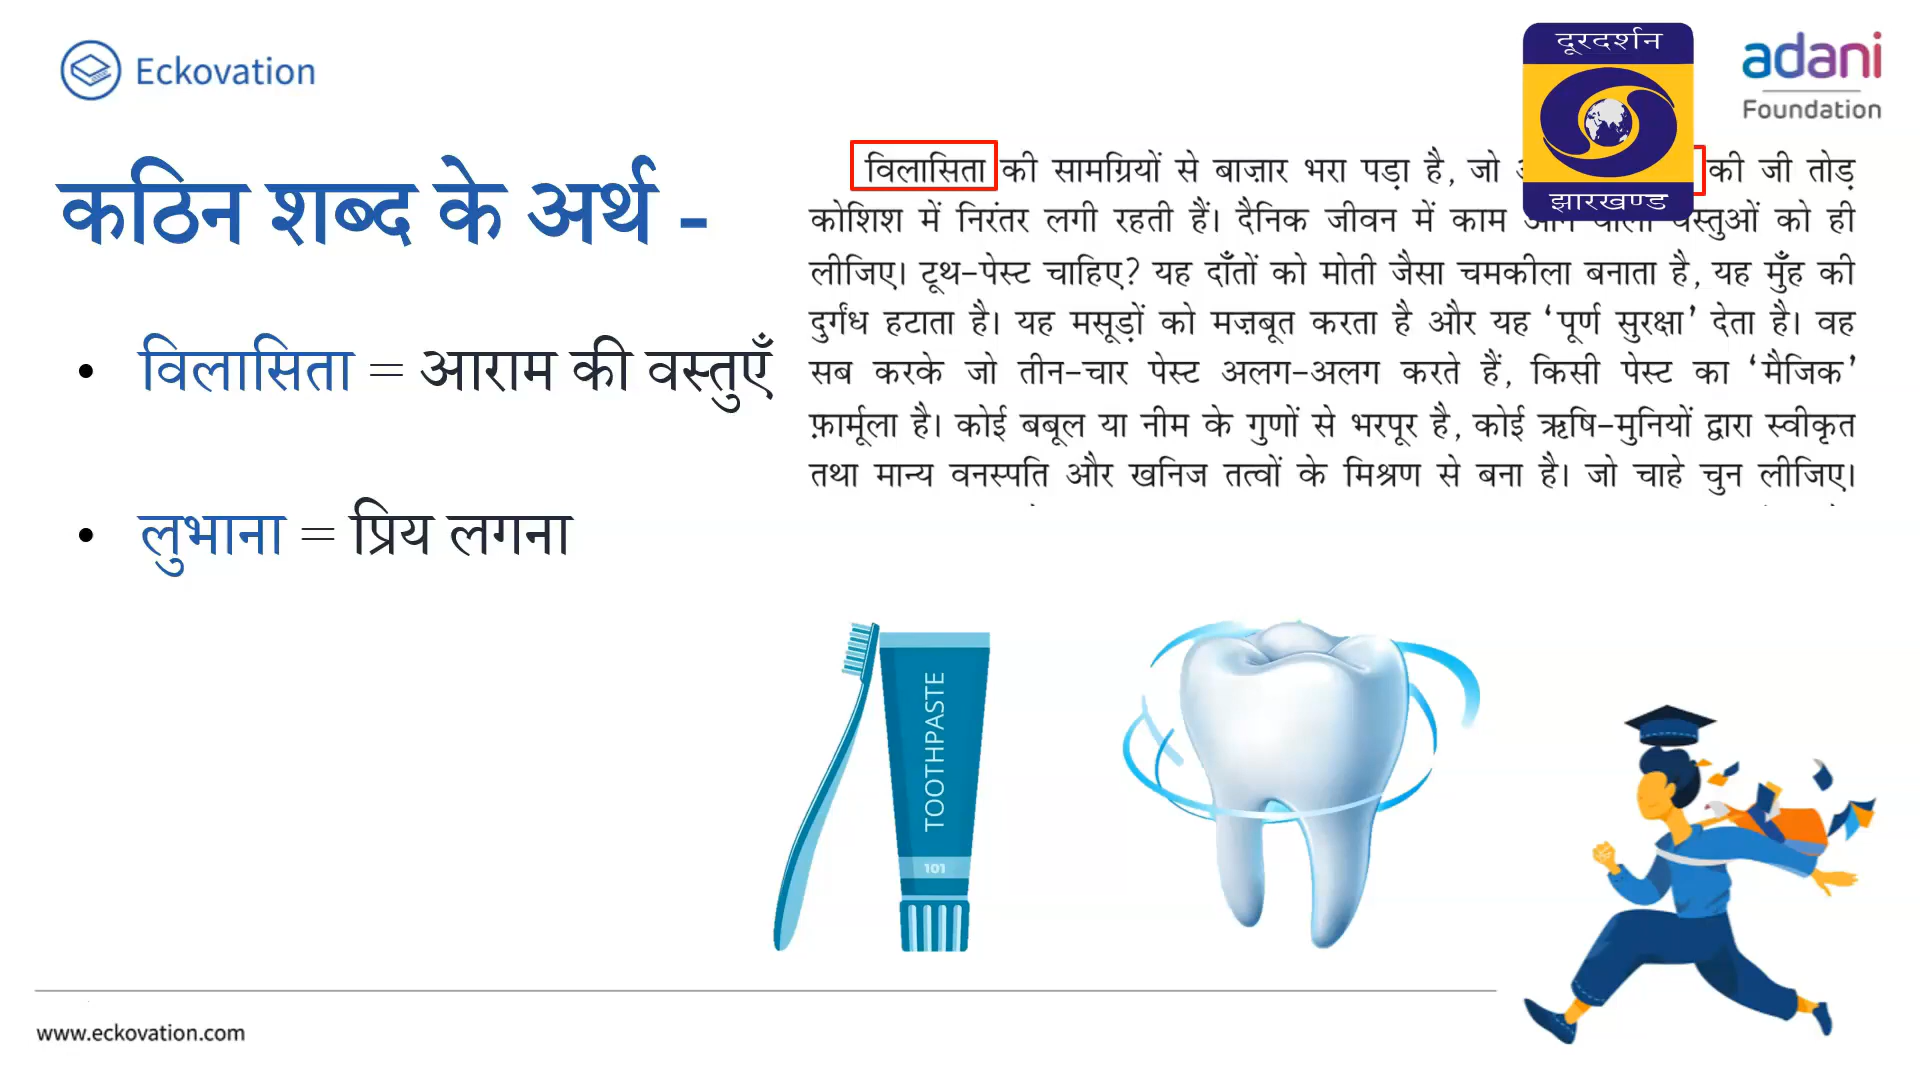 Eckovation
दूरदर्शन
झारखण्ड
adani
Foundation
कठिन शब्द के अर्थ -
• विलासिता = आराम की वस्तुएँ
• लुभाना = प्रिय लगना
विलासिता की सामग्रियों से बाज़ार भरा पड़ा है, जो की जी तोड़
कोशिश में निरंतर लगी रहती हैं। दैनिक जीवन में काम आने वाली वस्तुओं को ही
लीजिए। टूथ-पेस्ट चाहिए? यह दाँतों को मोती जैसा चमकीला बनाता है, यह मुँह की
दुर्गंध हटाता है। यह मसूड़ों को मज़बूत करता है और यह ‘पूर्ण सुरक्षा’ देता है। वह
सब करके जो तीन-चार पेस्ट अलग-अलग करते हैं, किसी पेस्ट का ‘मैजिक’
फ़ार्मूला है। कोई बबूल या नीम के गुणों से भरपूर है, कोई ऋषि-मुनियों द्वारा स्वीकृत
तथा मान्य वनस्पति और खनिज तत्वों के मिश्रण से बना है। जो चाहे चुन लीजिए।
TOOTHPASTE
101
www.eckovation.com